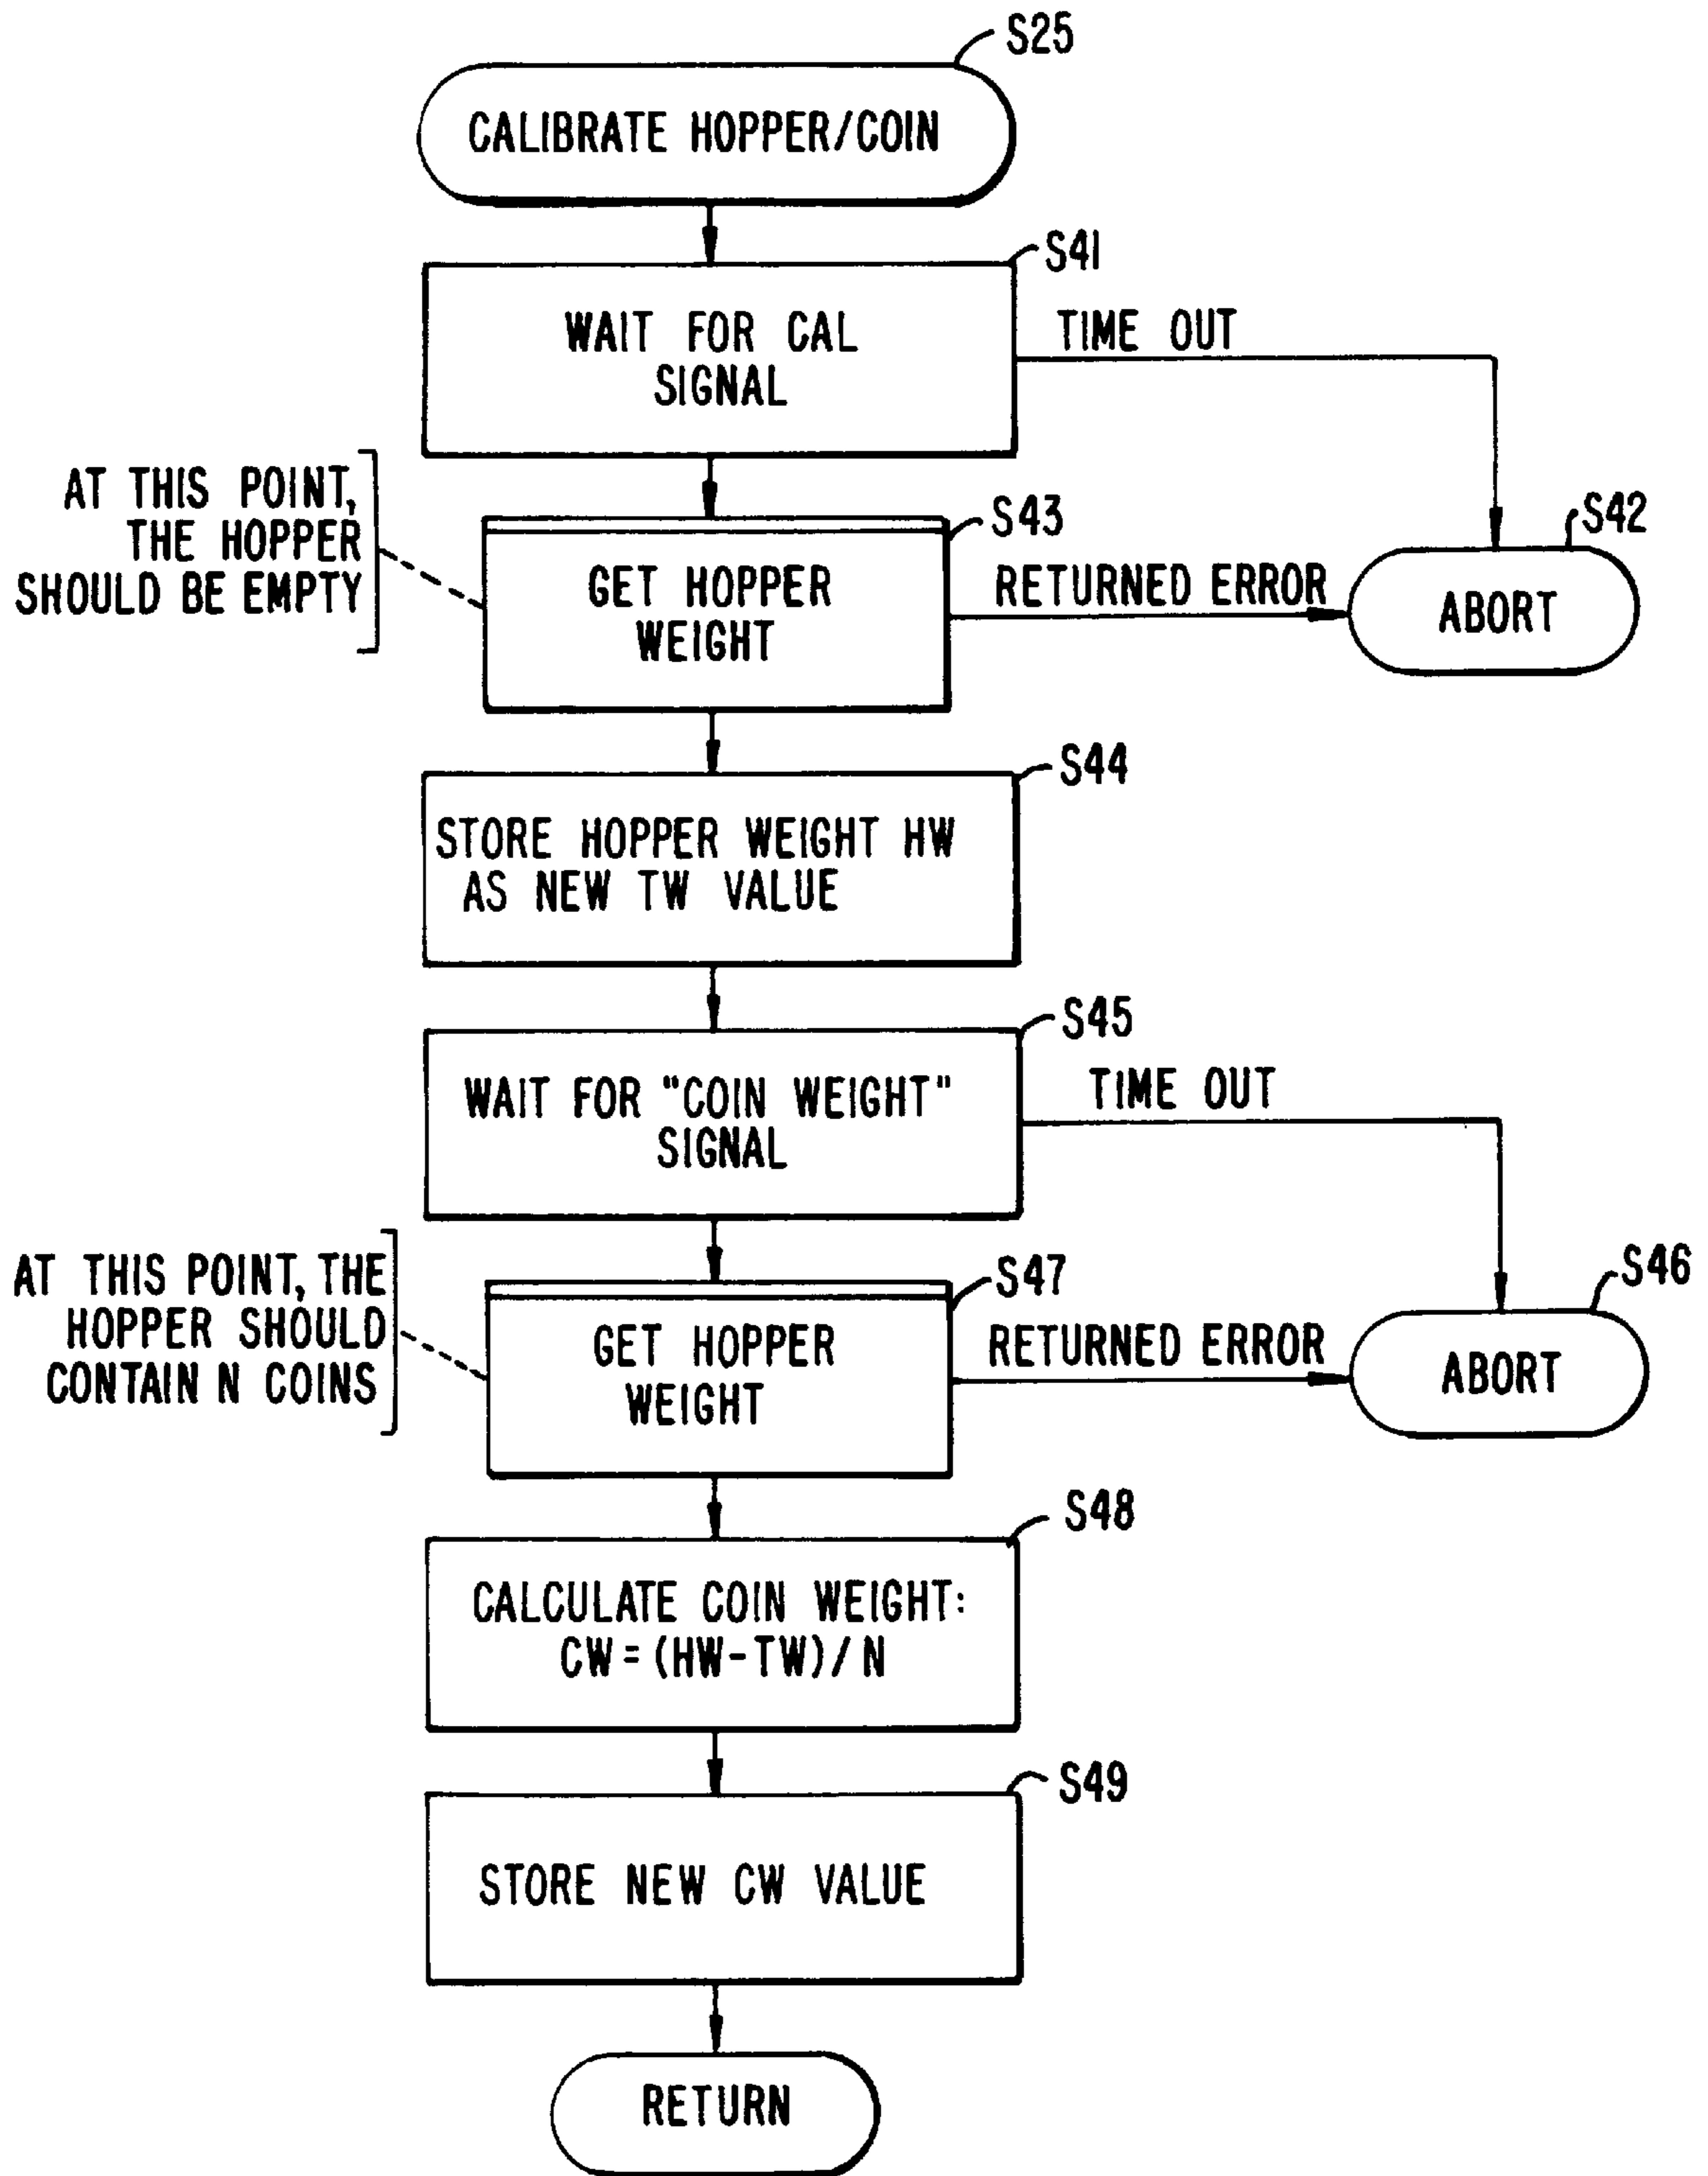 S25
CALIBRATE HOPPER/COIN
S41
WAIT FOR CAL
SIGNAL
TIME OUT
AT THIS POINT,
THE HOPPER
SHOULD BE EMPTY
S43
GET HOPPER
WEIGHT
RETURNED ERROR
S42
ABORT
S44
STORE HOPPER WEIGHT HW
AS NEW TW VALUE
S45
WAIT FOR "COIN WEIGHT"
SIGNAL
TIME OUT
AT THIS POINT, THE
HOPPER SHOULD
CONTAIN N COINS
S47
GET HOPPER
WEIGHT
RETURNED ERROR
S46
ABORT
S48
CALCULATE COIN WEIGHT:
CW=(HW-TW)/N
S49
STORE NEW CW VALUE
RETURN